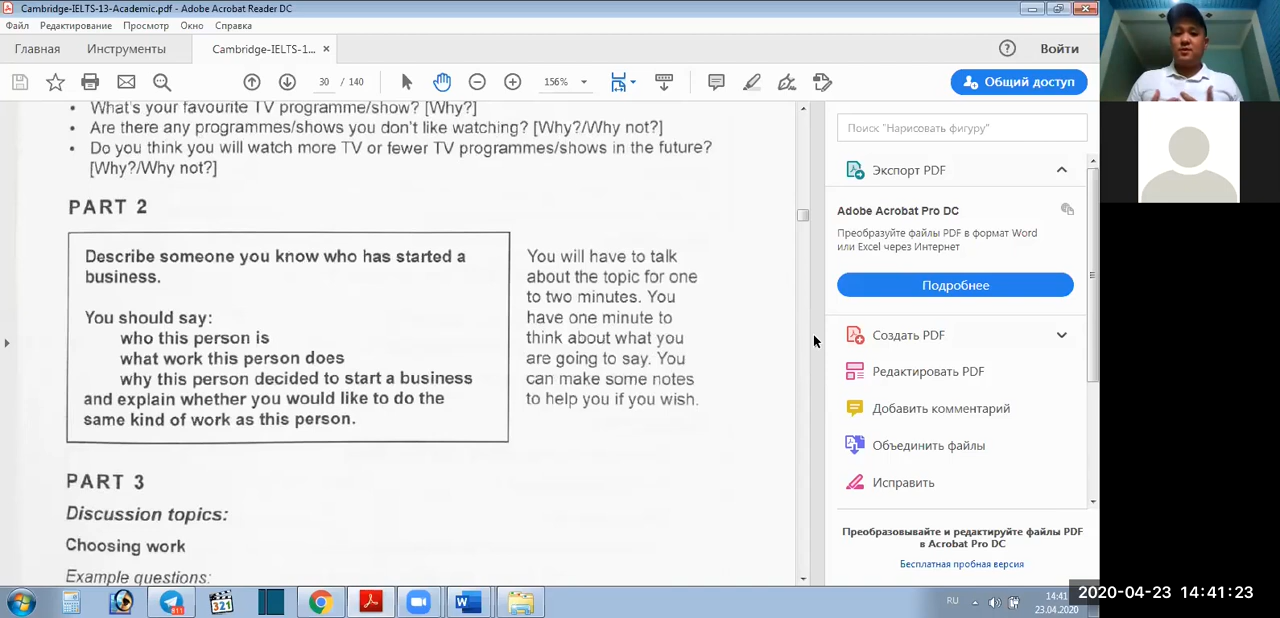 Cambridge-IELTS-13-Academic.pdf - Adobe Acrobat Reader DC
Файл Редактирование Просмотр Окно Справка
Главная Инструменты Cambridge-IELTS-1... × Войти
30 / 140 156% Общий доступ
• What's your favourite TV programme/show? [Why?]
• Are there any programmes/shows you don't like watching? [Why?/Why not?]
• Do you think you will watch more TV or fewer TV programmes/shows in the future?
[Why?/Why not?]
PART 2
Describe someone you know who has started a
business.
You should say:
who this person is
what work this person does
why this person decided to start a business
and explain whether you would like to do the
same kind of work as this person.
You will have to talk
about the topic for one
to two minutes. You
have one minute to
think about what you
are going to say. You
can make some notes
to help you if you wish.
PART 3
Discussion topics:
Choosing work
Example questions:
Поиск "Нарисовать фигуру"
Экспорт PDF
Adobe Acrobat Pro DC
Преобразуйте файлы PDF в формат Word
или Excel через Интернет
Подробнее
Создать PDF
Редактировать PDF
Добавить комментарий
Объединить файлы
Исправить
Преобразовывайте и редактируйте файлы PDF
в Acrobat Pro DC
Бесплатная пробная версия
321
811
W
RU
14:41
23.04.2020
2020-04-23 14:41:23